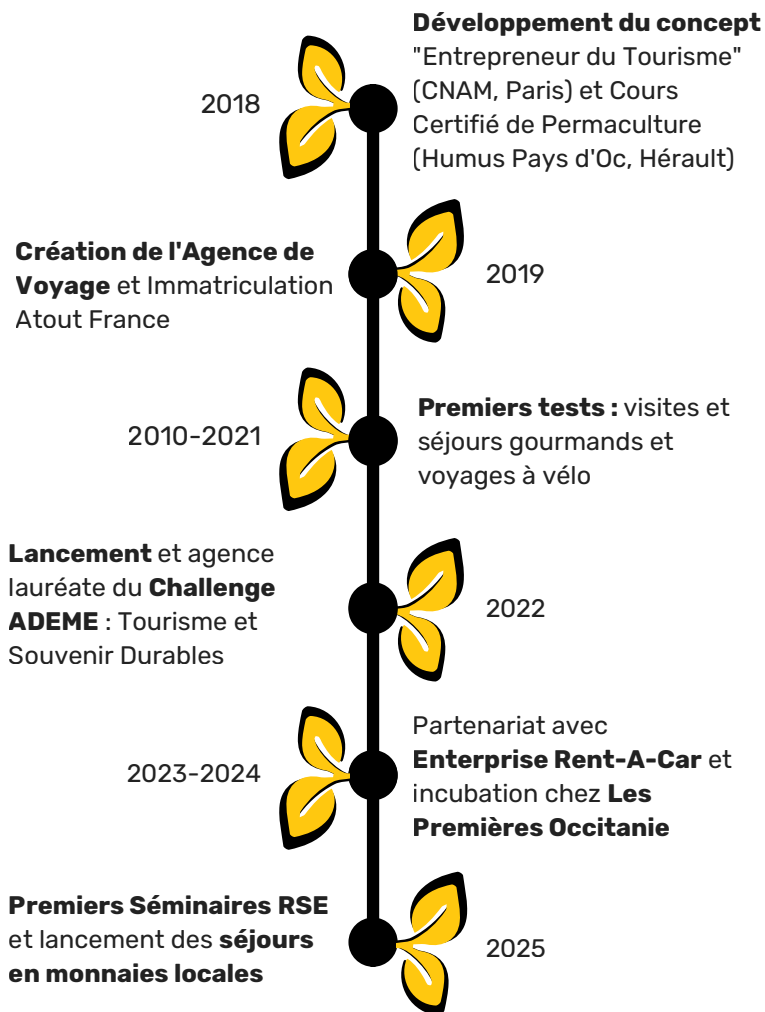 2018
Développement du concept
"Entrepreneur du Tourisme"
(CNAM, Paris) et Cours
Certifié de Permaculture
(Humus Pays d'Oc, Hérault)
Création de l'Agence de
Voyage et Immatriculation
Atout France
2019
2010-2021
Premiers tests : visites et
séjours gourmands et
voyages à vélo
Lancement et agence
lauréate du Challenge
ADEME : Tourisme et
Souvenir Durables
2022
2023-2024
Partenariat avec
Enterprise Rent-A-Car et
incubation chez Les
Premières Occitanie
Premiers Séminaires RSE
et lancement des séjours
en monnaies locales
2025